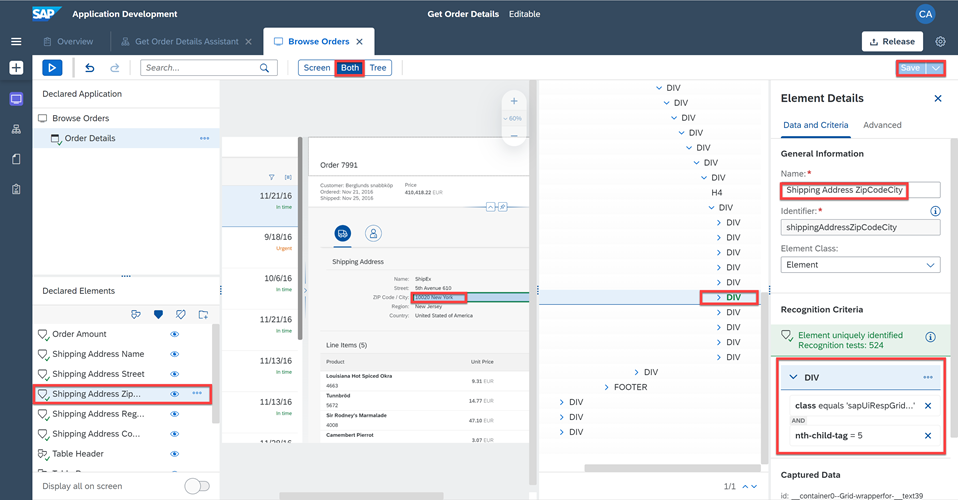 SAP Application Development Get Order Details Editable CA
Overview Get Order Details Assistant Browse Orders Release
Search... Screen Both Tree Save
Declared Application
Browse Orders
Order Details
Declared Elements
Order Amount
Shipping Address Name
Shipping Address Street
Shipping Address Zip...
Shipping Address Reg...
Shipping Address Co...
Table Header
Display all on screen
60%
11/21/16
In time
9/18/16
Urgent
10/6/16
In time
11/21/16
In time
11/13/16
In time
11/13/16
In time
11/28/16
Order 7991
Customer: Berglunds snabbköp
Ordered: Nov 21, 2016
Shipped: Nov 25, 2016
Price
410,418.22 EUR
Shipping Address
Name: ShipEx
Street: 5th Avenue 610
ZIP Code / City: 10020 New York
Region: New Jersey
Country: United States of America
Line Items (5)
Product Unit Price
Louisiana Hot Spiced Okra
4663
9.31 EUR
Tunnbröd
5672
14.77 EUR
Sir Rodney's Marmalade
4008
47.10 EUR
Camembert Pierrot
3.07 EUR
DIV
DIV
DIV
DIV
DIV
DIV
DIV
H4
DIV
DIV
DIV
DIV
DIV
DIV
DIV
DIV
DIV
DIV
DIV
DIV
FOOTER
DIV
DIV
DIV
1/1
Element Details
Data and Criteria Advanced
General Information
Name: *
Shipping Address ZipCodeCity
Identifier: *
shippingAddressZipCodeCity
Element Class:
Element
Recognition Criteria
Element uniquely identified
Recognition tests: 524
DIV
class equals 'sapUiRespGrid...'
AND
nth-child-tag = 5
Captured Data
id: __container0--Grid-wrapperfor-__text39